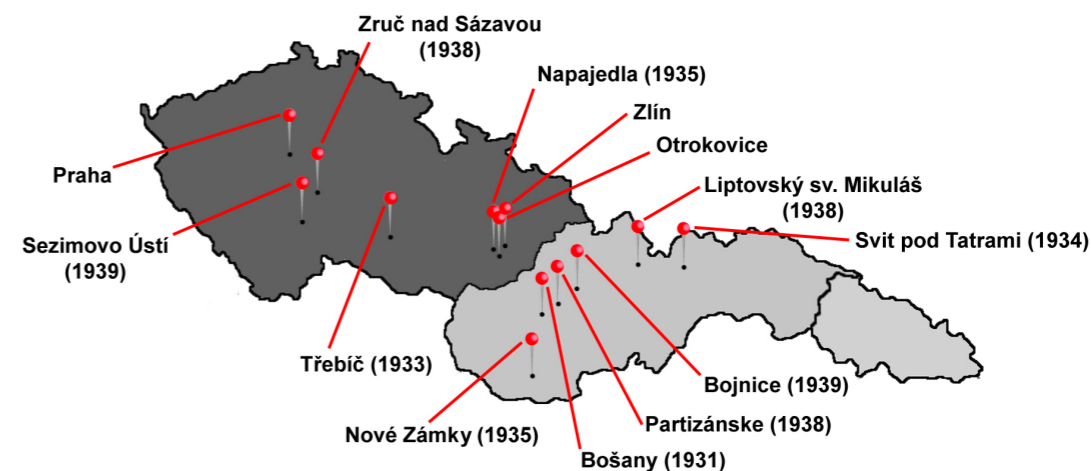 Zruč nad Sázavou
(1938)
Napajedla (1935)
Zlín
Otrokovice
Praha
Liptovský sv. Mikuláš
(1938)
Sezimovo Ústí
(1939)
Svit pod Tatrami (1934)
Třebíč (1933)
Bojnice (1939)
Partizánske (1938)
Nové Zámky (1935)
Bošany (1931)